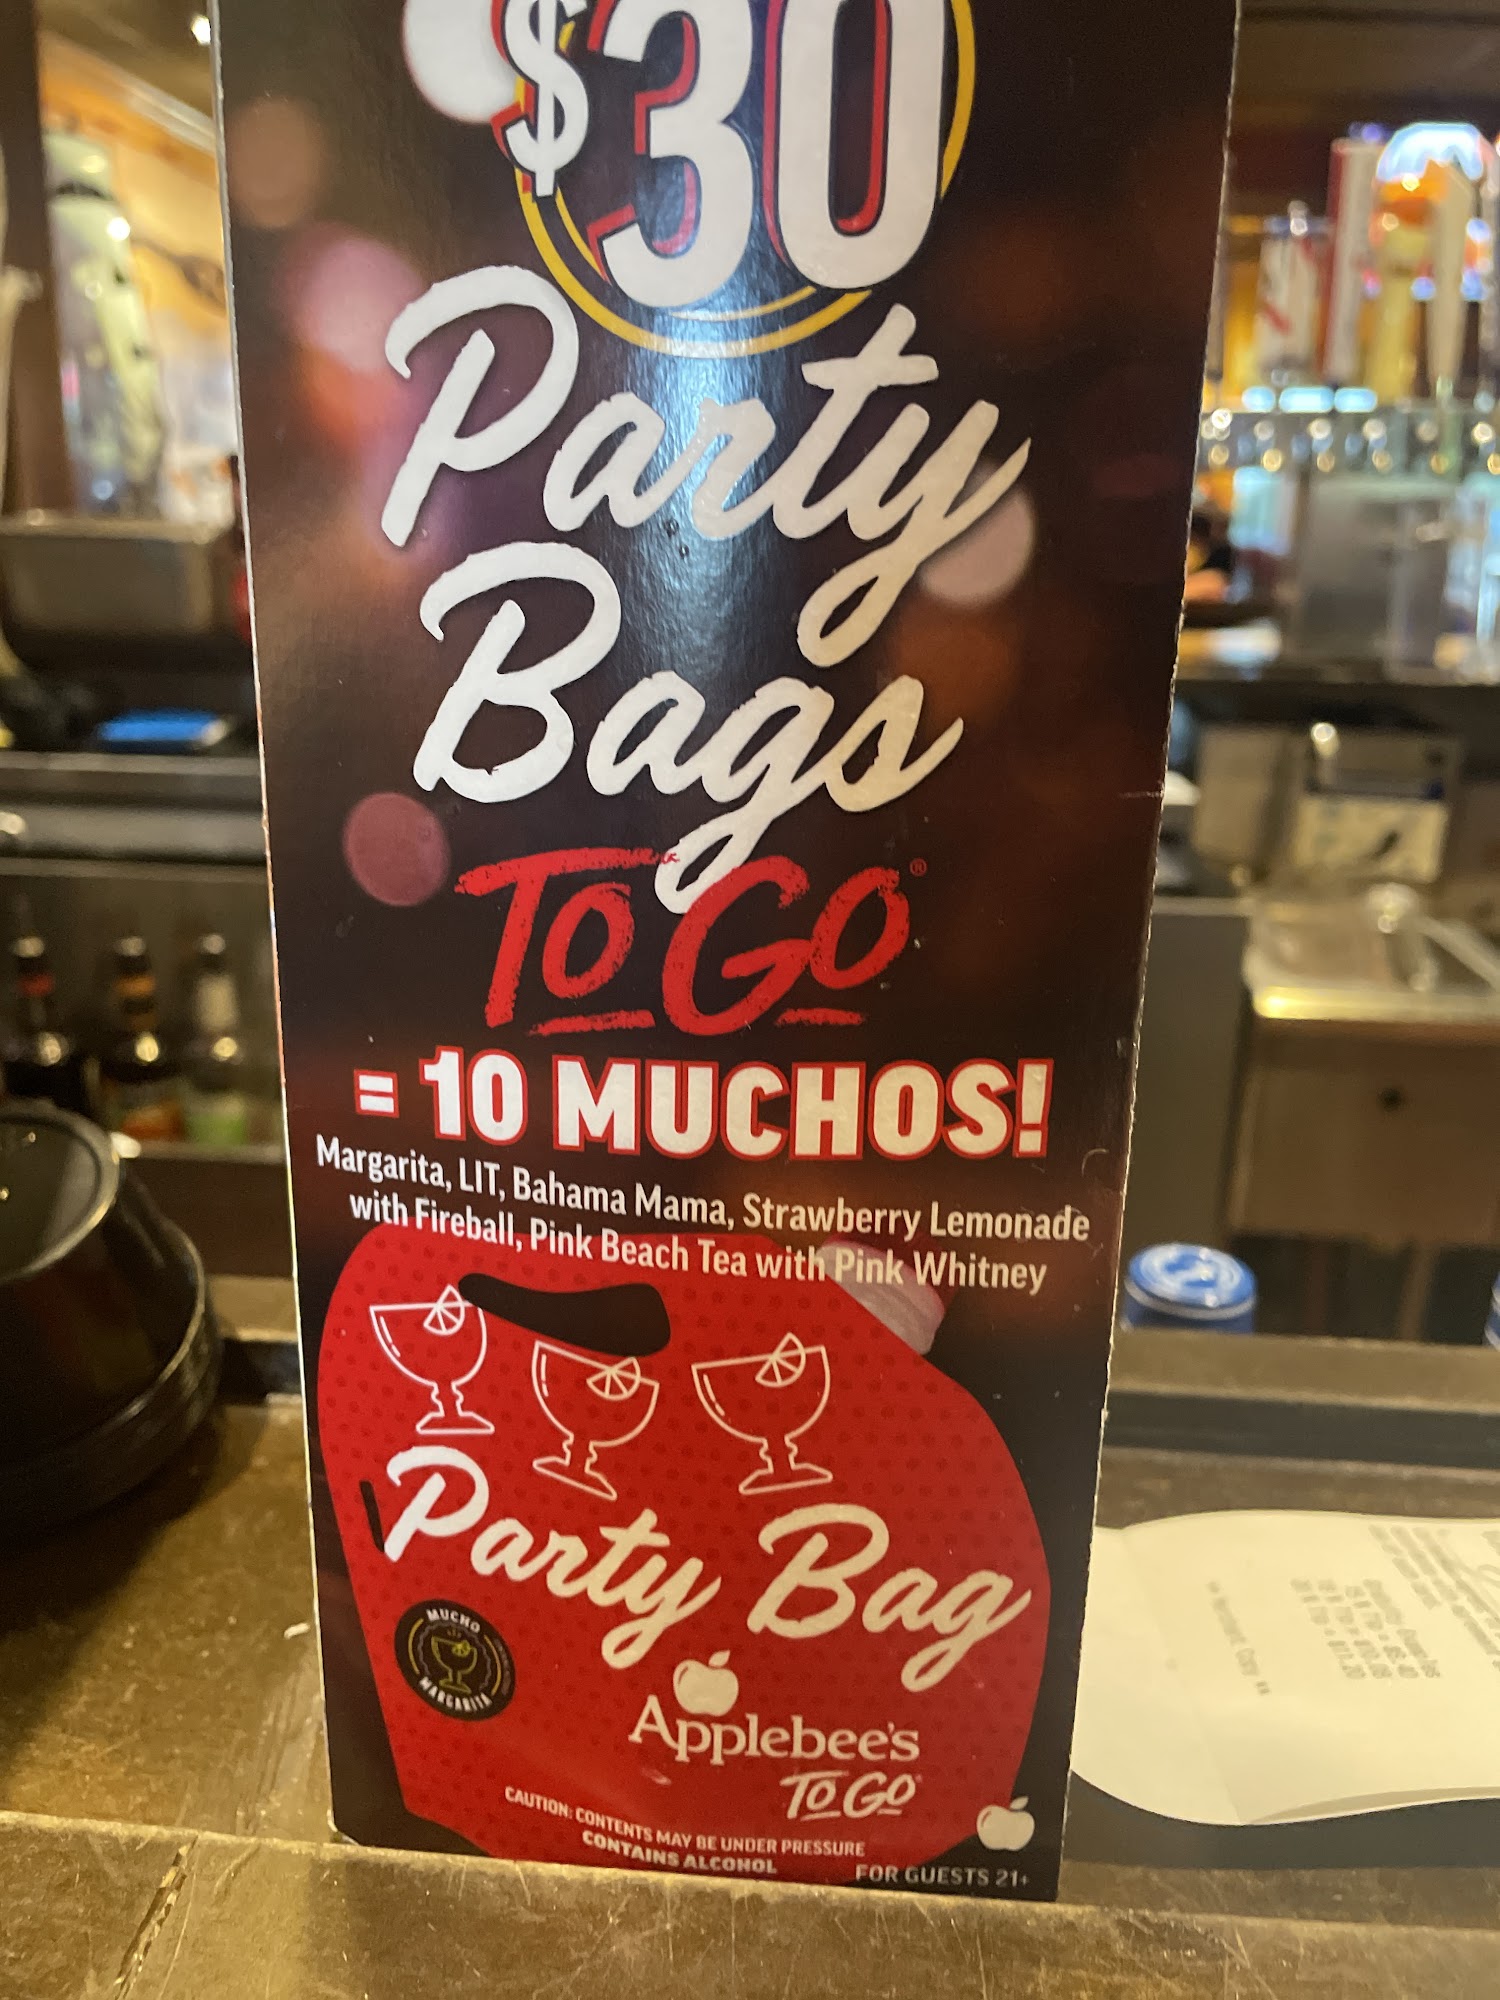 $30
Party
Bags
TO GO®
= 10 MUCHOS!
Margarita, LIT, Bahama Mama, Strawberry Lemonade
with Fireball, Pink Beach Tea with Pink Whitney
Party Bag
MUCHO
MARGARITA
Applebee's
TO GO
CAUTION: CONTENTS MAY BE UNDER PRESSURE
CONTAINS ALCOHOL
FOR GUESTS 21+